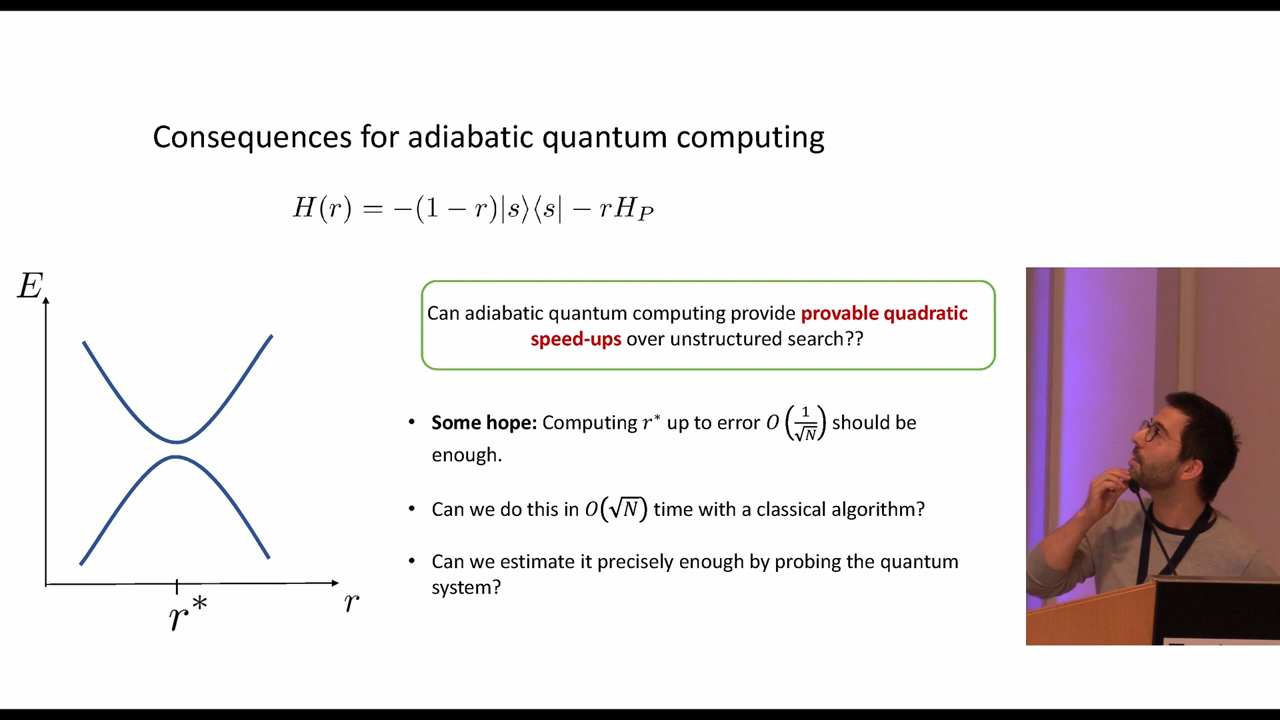 Consequences for adiabatic quantum computing
H(r) = −(1 − r)|s⟩⟨s| − rH_P
E
Can adiabatic quantum computing provide provable quadratic
speed-ups over unstructured search??
• Some hope: Computing r* up to error O(1/√N) should be
enough.
• Can we do this in O(√N) time with a classical algorithm?
• Can we estimate it precisely enough by probing the quantum
system?
r*
r